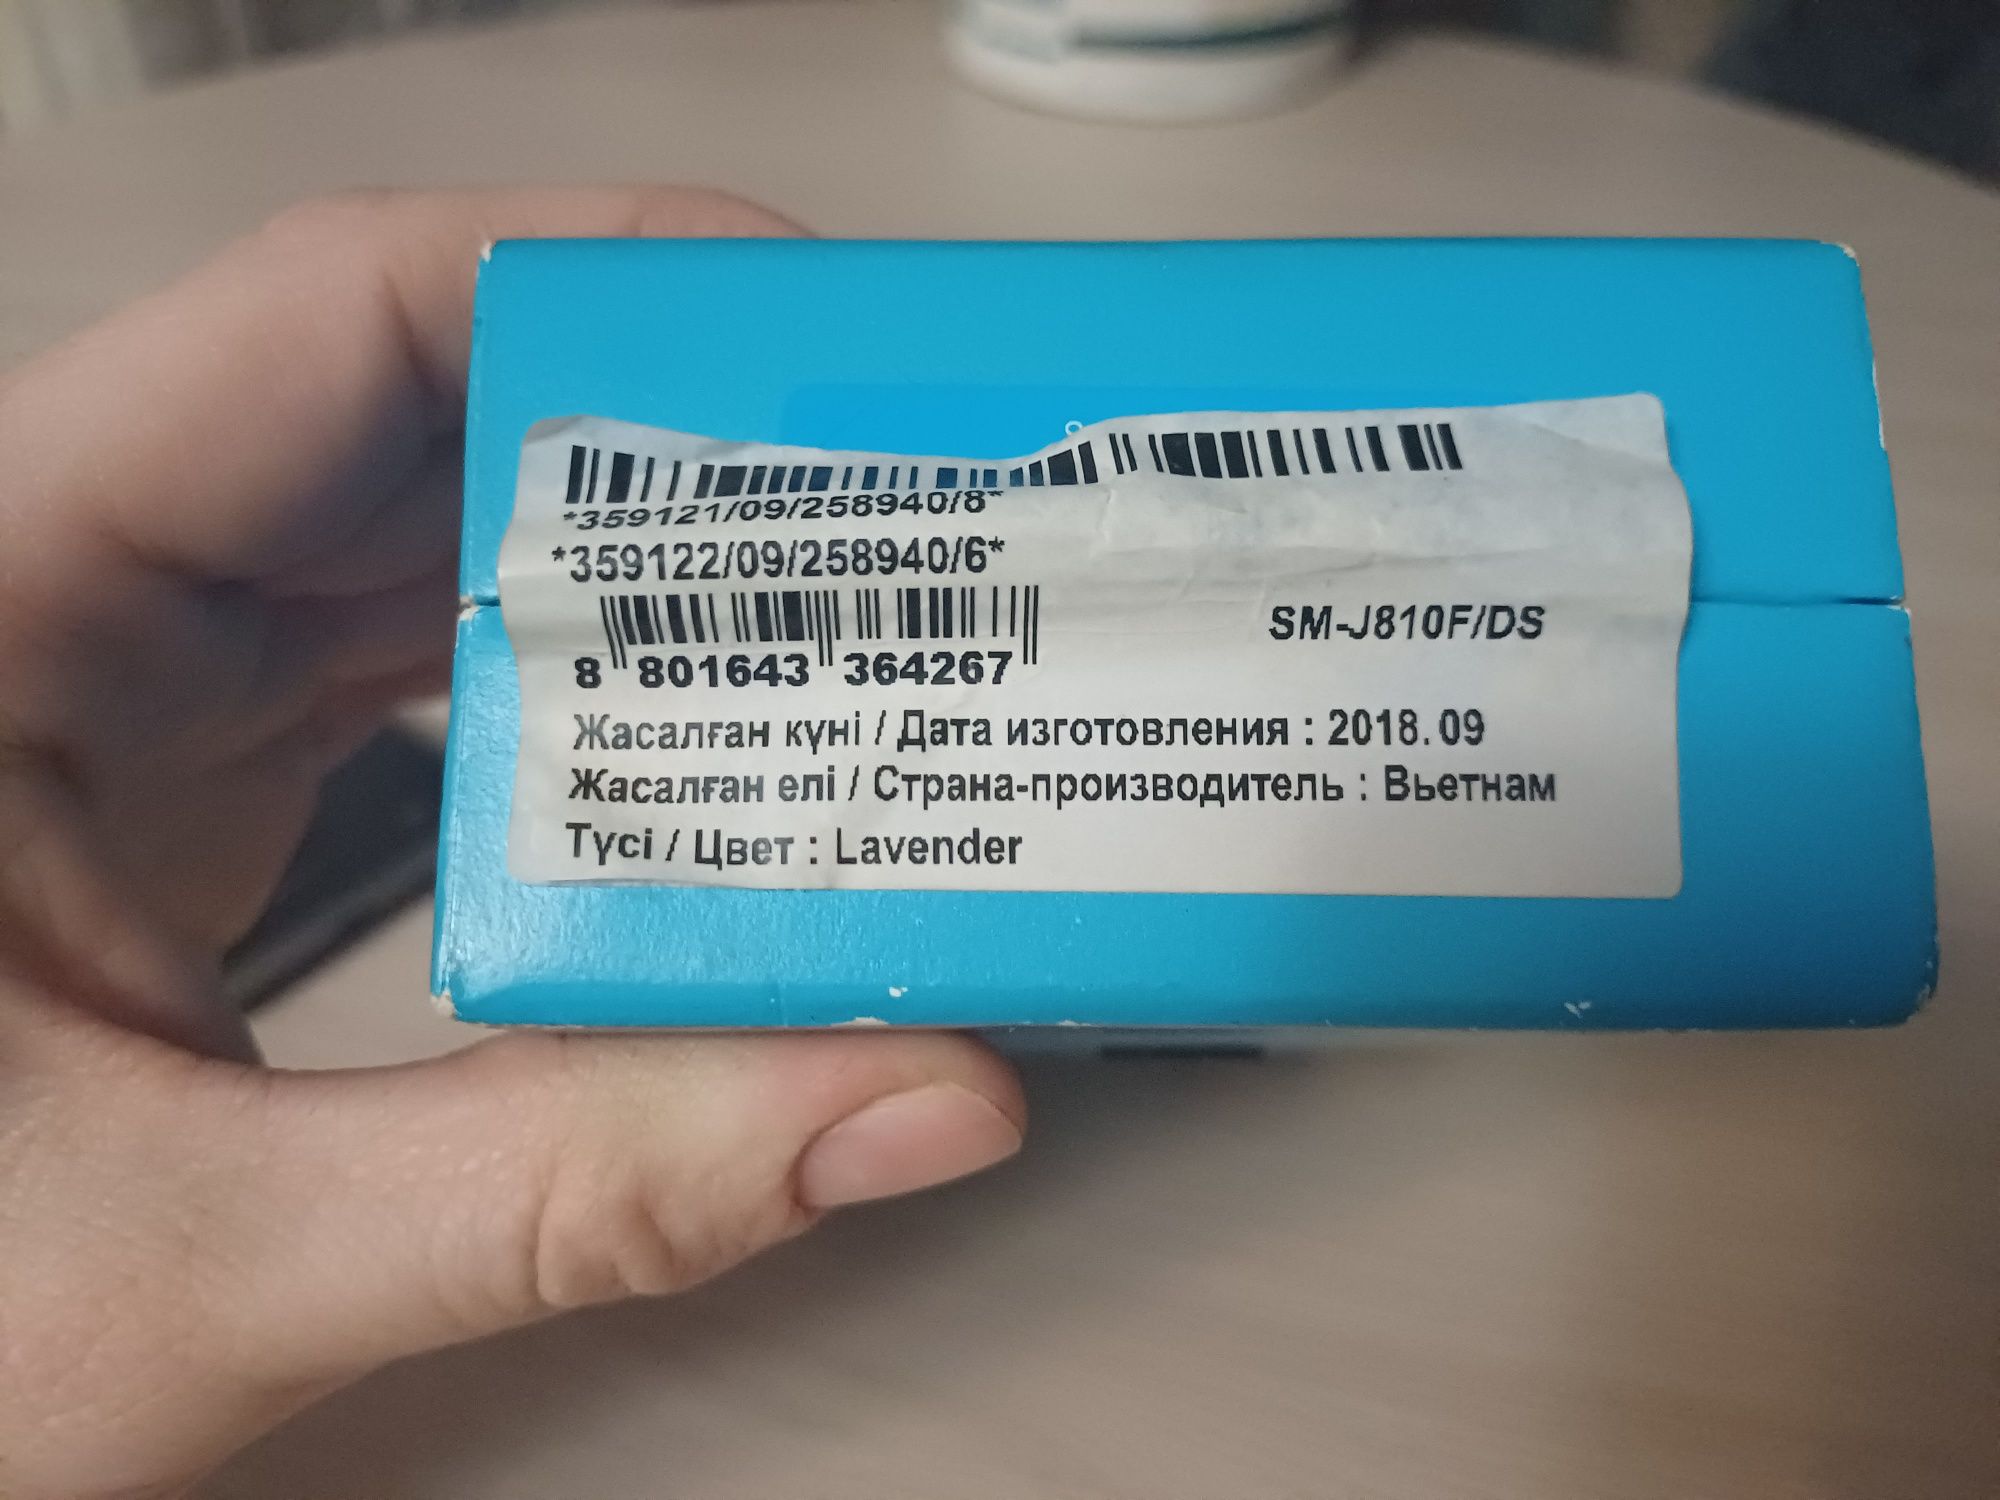 *359121/09/258940/8*
*359122/09/258940/6*
SM-J810F/DS
8 801643 364267
Жасалған күні / Дата изготовления : 2018.09
Жасалған елі / Страна-производитель : Вьетнам
Түсі / Цвет : Lavender